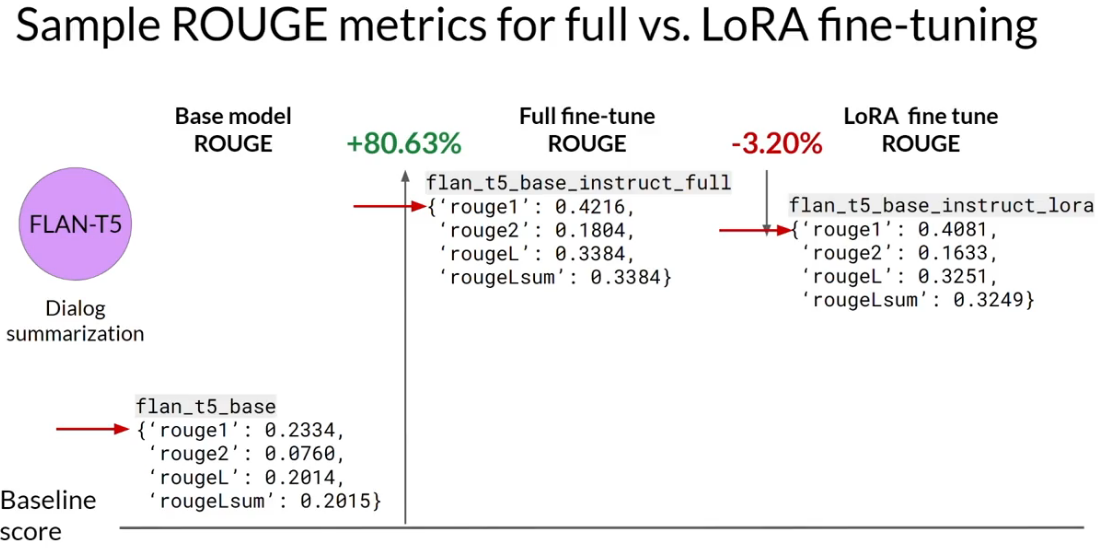 Sample ROUGE metrics for full vs. LoRA fine-tuning
Base model
ROUGE
+80.63%
Full fine-tune
ROUGE
-3.20%
LoRA fine tune
ROUGE
FLAN-T5
Dialog
summarization
flan_t5_base
{‘rouge1’: 0.2334,
‘rouge2’: 0.0760,
‘rougeL’: 0.2014,
‘rougeLsum’: 0.2015}
flan_t5_base_instruct_full
{‘rouge1’: 0.4216,
‘rouge2’: 0.1804,
‘rougeL’: 0.3384,
‘rougeLsum’: 0.3384}
flan_t5_base_instruct_lora
{‘rouge1’: 0.4081,
‘rouge2’: 0.1633,
‘rougeL’: 0.3251,
‘rougeLsum’: 0.3249}
Baseline
score